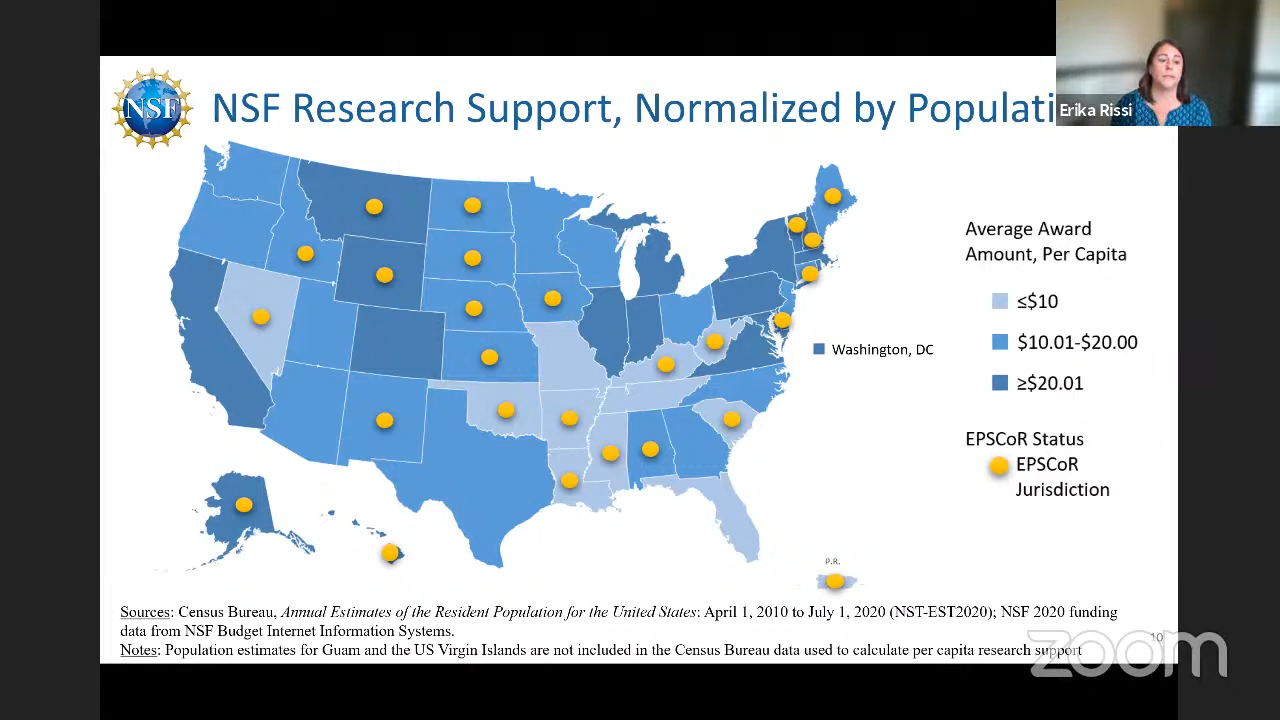 NSF
NSF Research Support, Normalized by Populati
Erika Rissi
Average Award
Amount, Per Capita
≤$10
$10.01-$20.00
≥$20.01
Washington, DC
EPSCoR Status
EPSCoR
Jurisdiction
P.R.
Sources: Census Bureau, Annual Estimates of the Resident Population for the United States: April 1, 2010 to July 1, 2020 (NST-EST2020); NSF 2020 funding
data from NSF Budget Internet Information Systems.
Notes: Population estimates for Guam and the US Virgin Islands are not included in the Census Bureau data used to calculate per capita research support
10
zoom